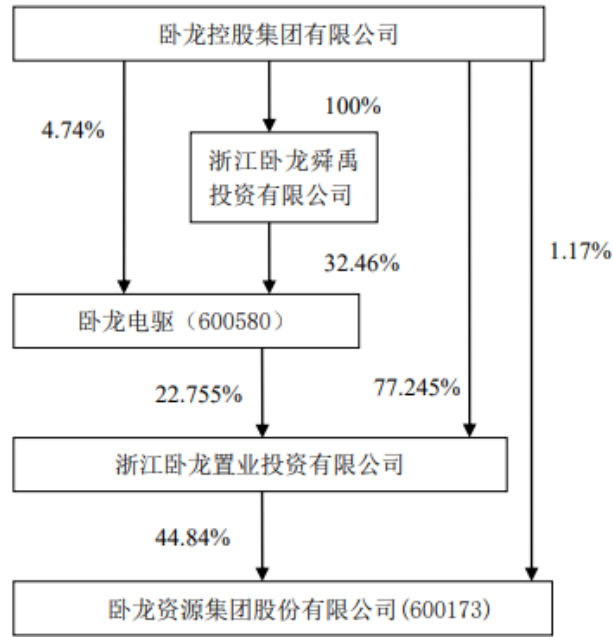 卧龙控股集团有限公司
4.74%
100%
浙江卧龙舜禹
投资有限公司
1.17%
32.46%
卧龙电驱（600580）
22.755%
77.245%
浙江卧龙置业投资有限公司
44.84%
卧龙资源集团股份有限公司(600173)